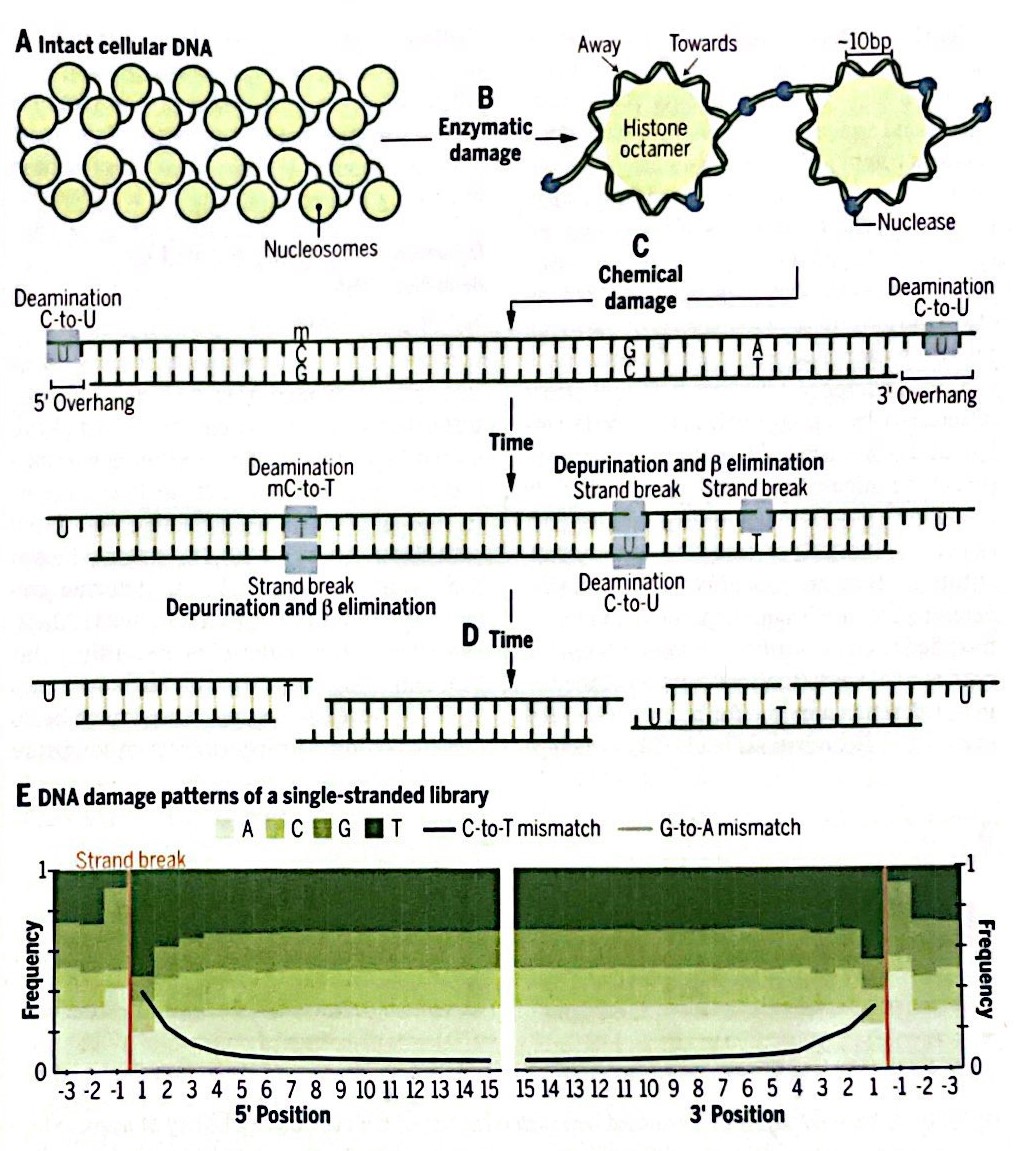 A Intact cellular DNA
Nucleosomes
B
Enzymatic
damage
Away
Towards
~10bp
Histone
octamer
Nuclease
C
Chemical
damage
Deamination
C-to-U
Deamination
C-to-U
U
m
C
G
G
C
A
T
U
5' Overhang
3' Overhang
Time
Deamination
mC-to-T
Depurination and β elimination
Strand break
Strand break
U
T
U
T
U
Strand break
Depurination and β elimination
Deamination
C-to-U
D Time
U
T
U
T
U
E DNA damage patterns of a single-stranded library
A C G T C-to-T mismatch G-to-A mismatch
Strand break
1
0
Frequency
-3 -2 -1 1 2 3 4 5 6 7 8 9 10 11 12 13 14 15
5' Position
15 14 13 12 11 10 9 8 7 6 5 4 3 2 1 -1 -2 -3
3' Position
1
0
Frequency